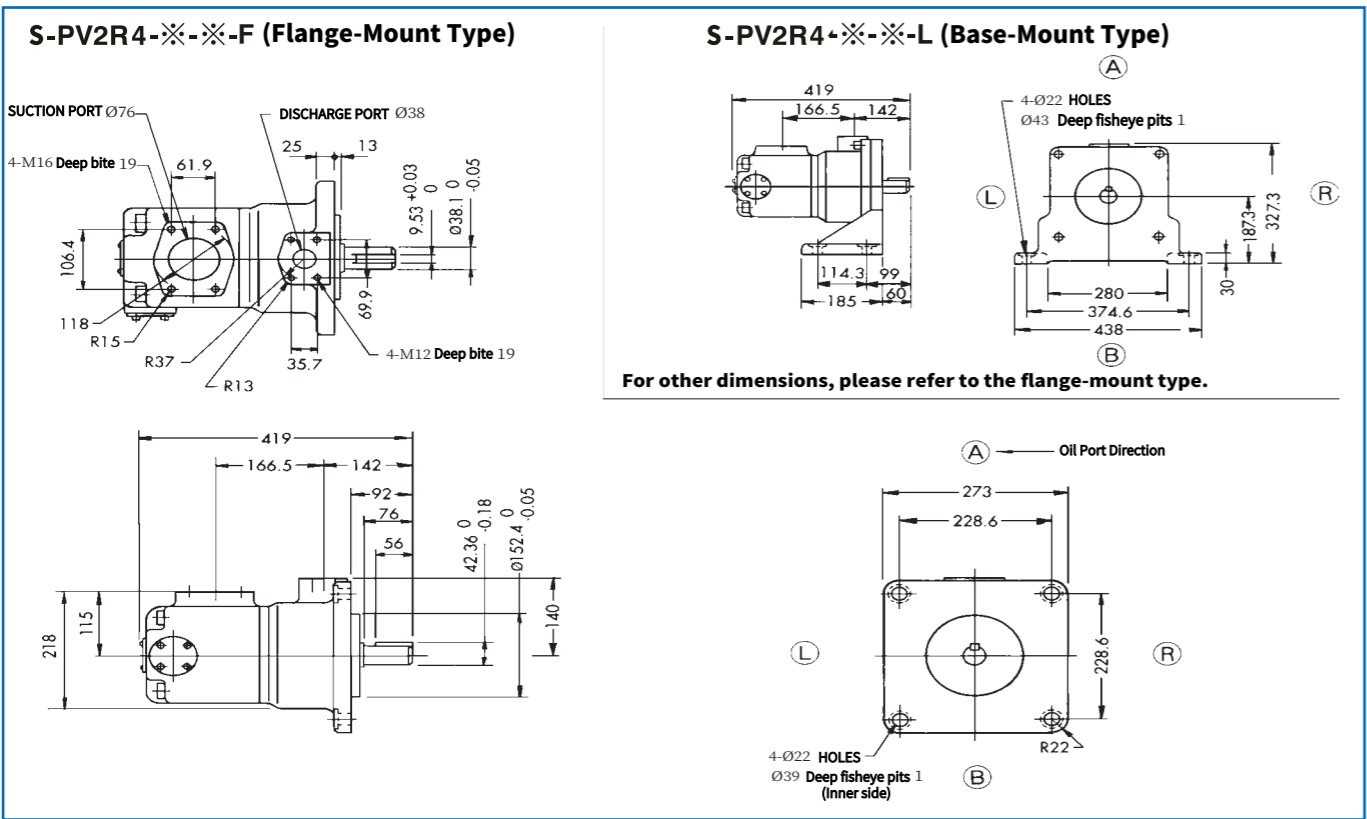 S-PV2R4-※-※-F (Flange-Mount Type)
SUCTION PORT Ø76
DISCHARGE PORT Ø38
4-M16 Deep bite 19
61.9
25
13
9.53 +0.03 0
Ø38.1 0 -0.05
106.4
69.9
118
R15
R37
35.7
R13
4-M12 Deep bite 19
419
166.5
142
92
76
56
42.36 0 -0.18
Ø152.4 0 -0.05
218
115
140
S-PV2R4-※-※-L (Base-Mount Type)
A
419
166.5
142
4-Ø22 HOLES
Ø43 Deep fisheye pits 1
L
R
187.3
327.3
30
114.3
99
185
60
280
374.6
438
B
For other dimensions, please refer to the flange-mount type.
A
Oil Port Direction
273
228.6
L
228.6
R
R22
4-Ø22 HOLES
Ø39 Deep fisheye pits 1
(Inner side)
B